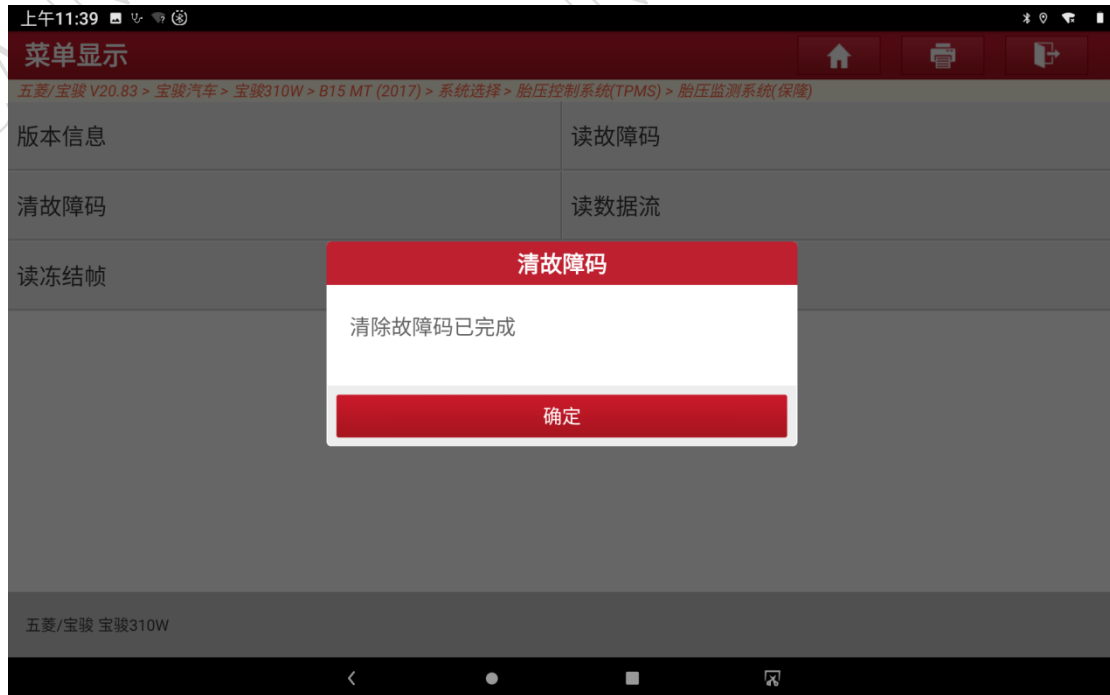 上午11:39
菜单显示
五菱/宝骏 V20.83 > 宝骏汽车 > 宝骏310W > B15 MT (2017) > 系统选择 > 胎压控制系统(TPMS) > 胎压监测系统(保隆)
版本信息
读故障码
清故障码
读数据流
读冻结帧
清故障码
清除故障码已完成
确定
五菱/宝骏 宝骏310W